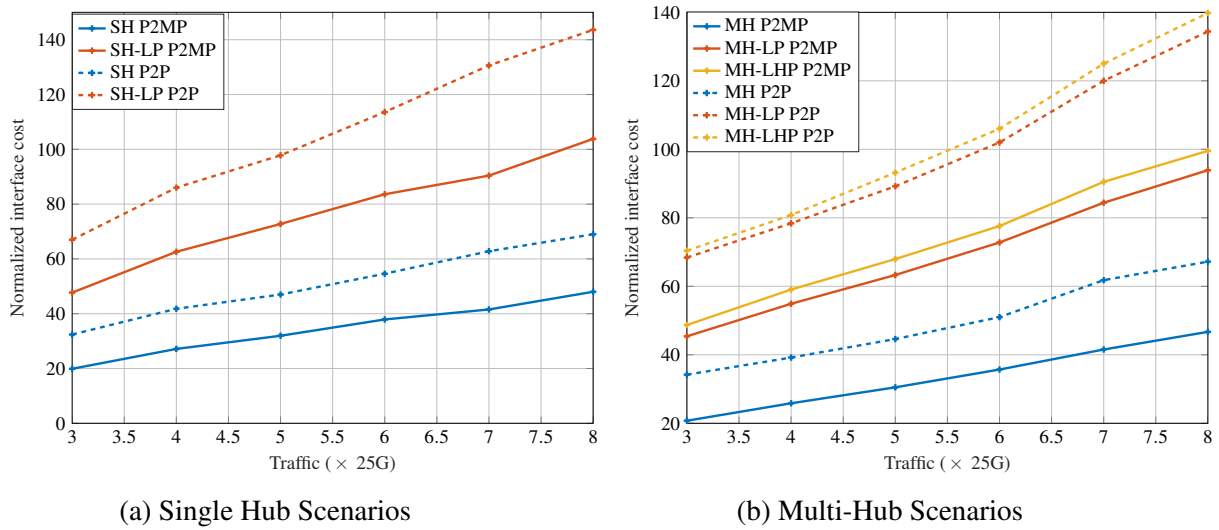 140
120
100
80
60
40
20
0
Normalized interface cost
SH P2MP
SH-LP P2MP
SH P2P
SH-LP P2P
3 3.5 4 4.5 5 5.5 6 6.5 7 7.5 8
Traffic ( × 25G)
(a) Single Hub Scenarios
140
120
100
80
60
40
20
Normalized interface cost
MH P2MP
MH-LP P2MP
MH-LHP P2MP
MH P2P
MH-LP P2P
MH-LHP P2P
3 3.5 4 4.5 5 5.5 6 6.5 7 7.5 8
Traffic ( × 25G)
(b) Multi-Hub Scenarios